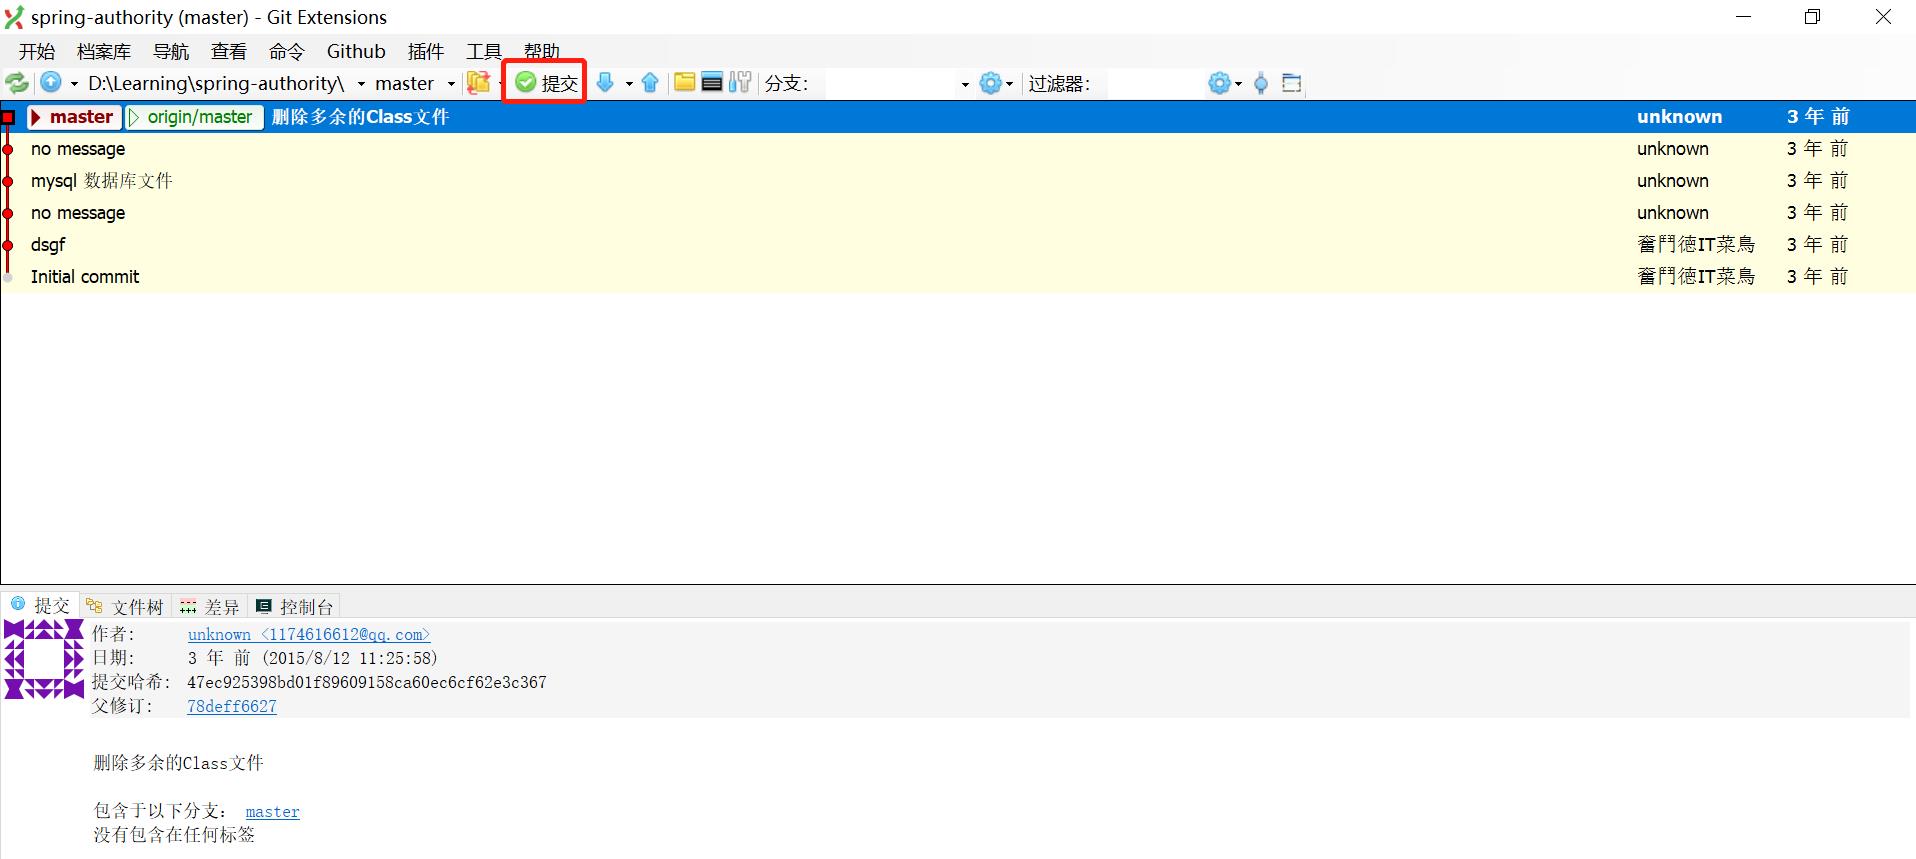 spring-authority (master) - Git Extensions
开始 档案库 导航 查看 命令 Github 插件 工具 帮助
D:\Learning\spring-authority\ master 提交 分支: 过滤器:
master origin/master 删除多余的Class文件 unknown 3 年 前
no message unknown 3 年 前
mysql 数据库文件 unknown 3 年 前
no message unknown 3 年 前
dsgf 奮鬥徳IT菜鳥 3 年 前
Initial commit 奮鬥徳IT菜鳥 3 年 前
提交 文件树 差异 控制台
作者: unknown <1174616612@qq.com>
日期: 3 年 前 (2015/8/12 11:25:58)
提交哈希: 47ec925398bd01f89609158ca60ec6cf62e3c367
父修订: 78deff6627
删除多余的Class文件
包含于以下分支: master
没有包含在任何标签